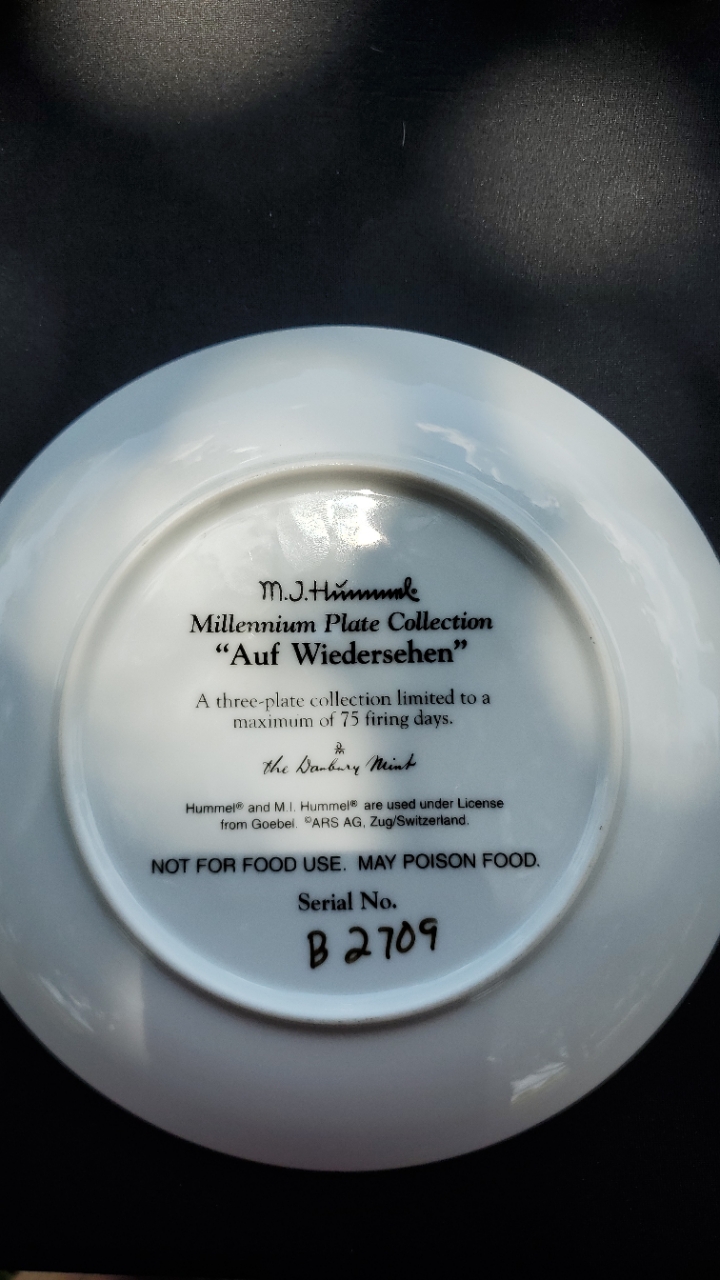 M.J.Hummel
Millennium Plate Collection
“Auf Wiedersehen”
A three-plate collection limited to a
maximum of 75 firing days.
the Danbury Mint
Hummel® and M.I. Hummel® are used under License
from Goebel. ©ARS AG, Zug/Switzerland.
NOT FOR FOOD USE. MAY POISON FOOD.
Serial No.
B 2709